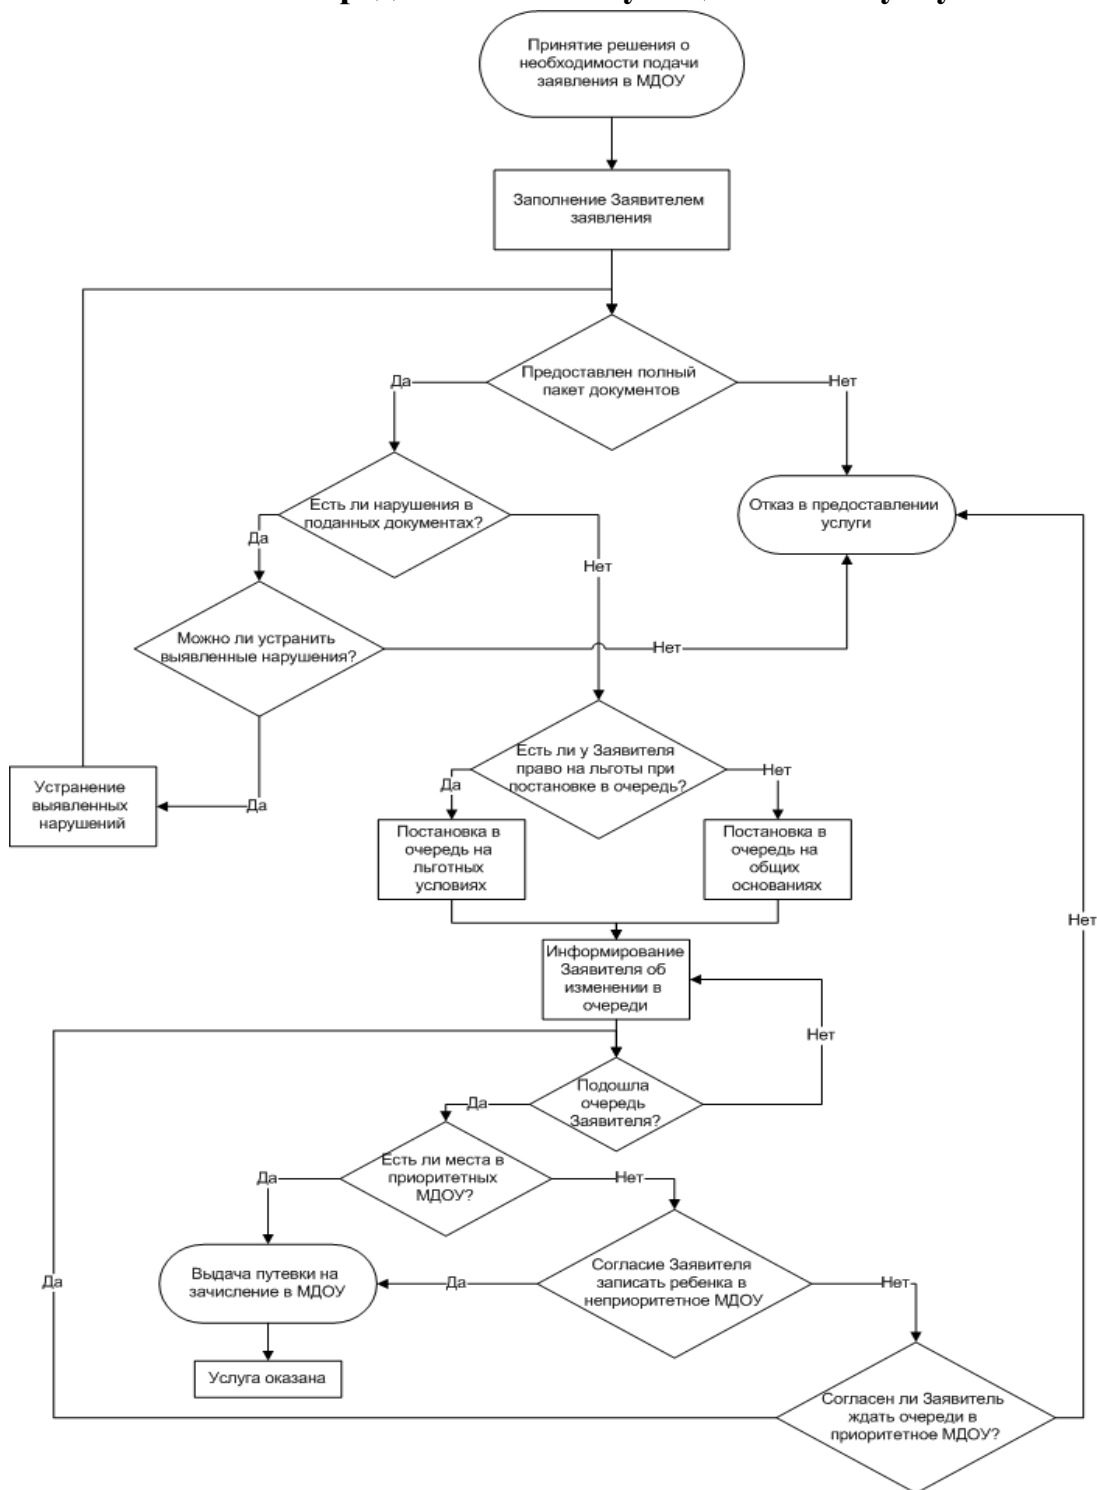 Принятие решения о
необходимости подачи
заявления в МДОУ
Заполнение Заявителем
заявления
Предоставлен полный
пакет документов
Да
Нет
Есть ли нарушения в
поданных документах?
Отказ в предоставлении
услуги
Да
Нет
Можно ли устранить
выявленные нарушения?
Нет
Есть ли у Заявителя
право на льготы при
постановке в очередь?
Да
Нет
Устранение
выявленных
нарушений
Да
Постановка в
очередь на
льготных
условиях
Постановка в
очередь на
общих
основаниях
Нет
Информирование
Заявителя об
изменении в
очереди
Нет
Подошла
очередь
Заявителя?
Да
Есть ли места в
приоритетных
МДОУ?
Да
Нет
Выдача путевки на
зачисление в МДОУ
Согласие Заявителя
записать ребенка в
неприоритетное МДОУ
Да
Да
Нет
Услуга оказана
Согласен ли Заявитель
ждать очереди в
приоритетное МДОУ?